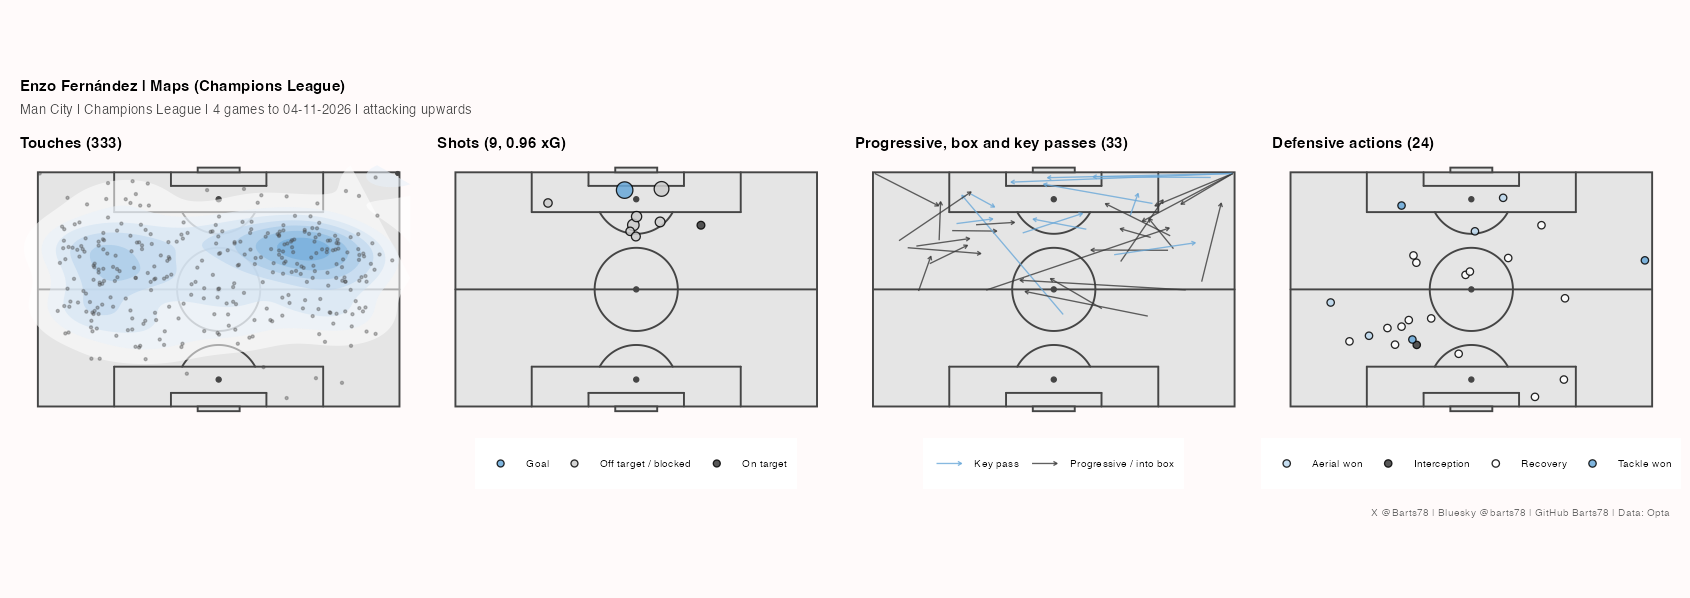 Enzo Fernández | Maps (Champions League)
Man City | Champions League | 4 games to 04-11-2026 | attacking upwards
Touches (333)
Shots (9, 0.96 xG)
Progressive, box and key passes (33)
Defensive actions (24)
Goal
Off target / blocked
On target
Key pass
Progressive / into box
Aerial won
Interception
Recovery
Tackle won
X @Barts78 | Bluesky @barts78 | GitHub Barts78 | Data: Opta